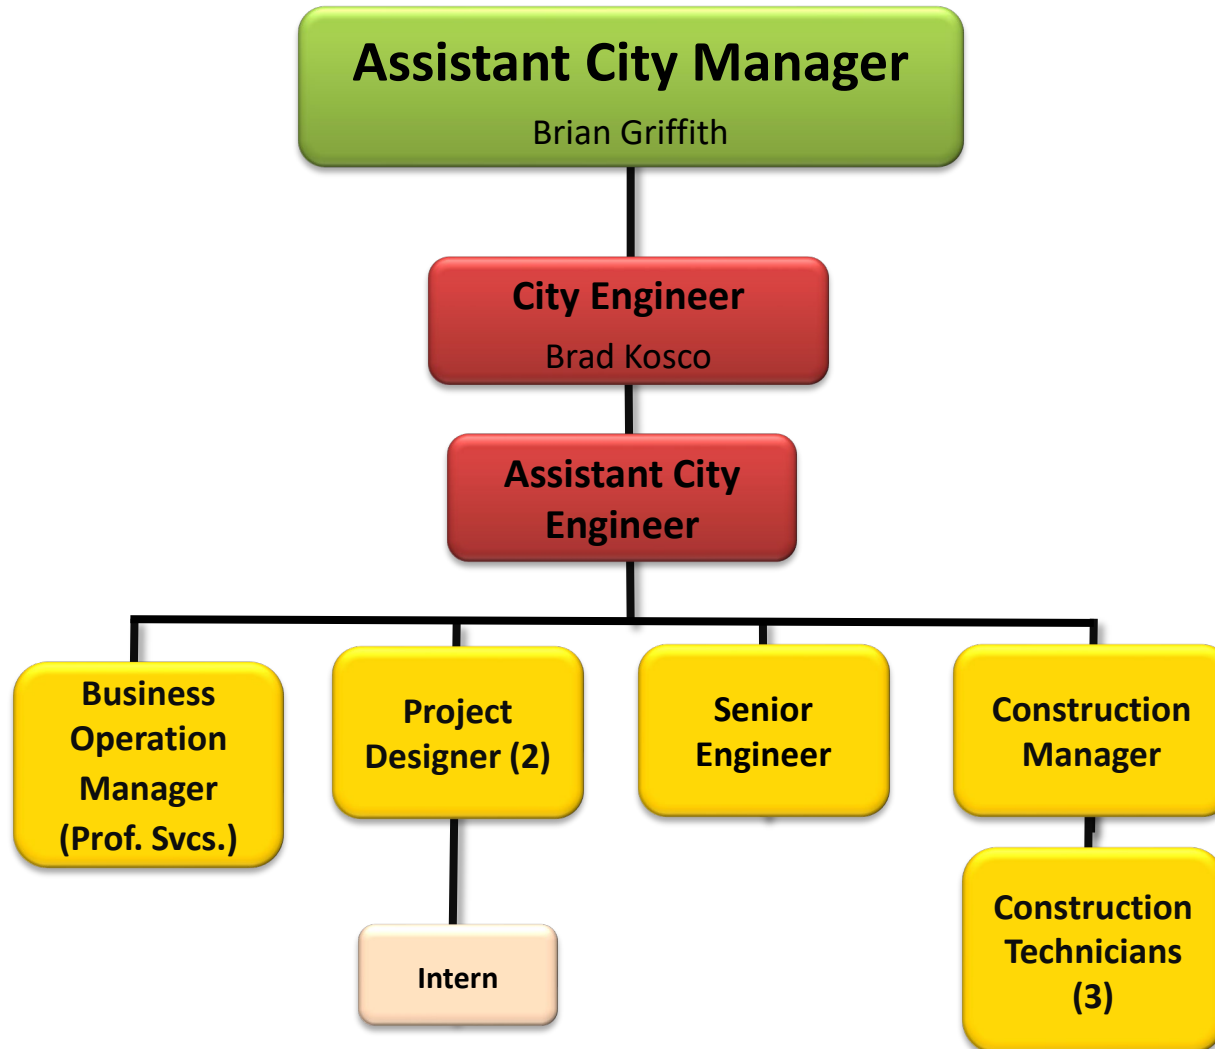 Assistant City Manager
Brian Griffith
City Engineer
Brad Kosco
Assistant City
Engineer
Business
Operation
Manager
(Prof. Svcs.)
Project
Designer (2)
Senior
Engineer
Construction
Manager
Intern
Construction
Technicians
(3)